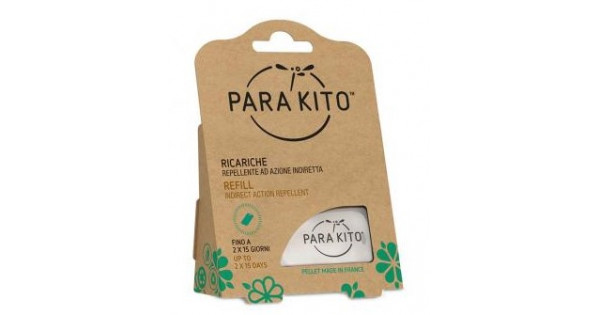 PARA KITO™
RICARICHE
REPELLENTE AD AZIONE INDIRETTA
REFILL
INDIRECT ACTION REPELLENT
FINO A
2 X 15 GIORNI
UP TO
2 X 15 DAYS
PARA KITO
PELLET MADE IN FRANCE